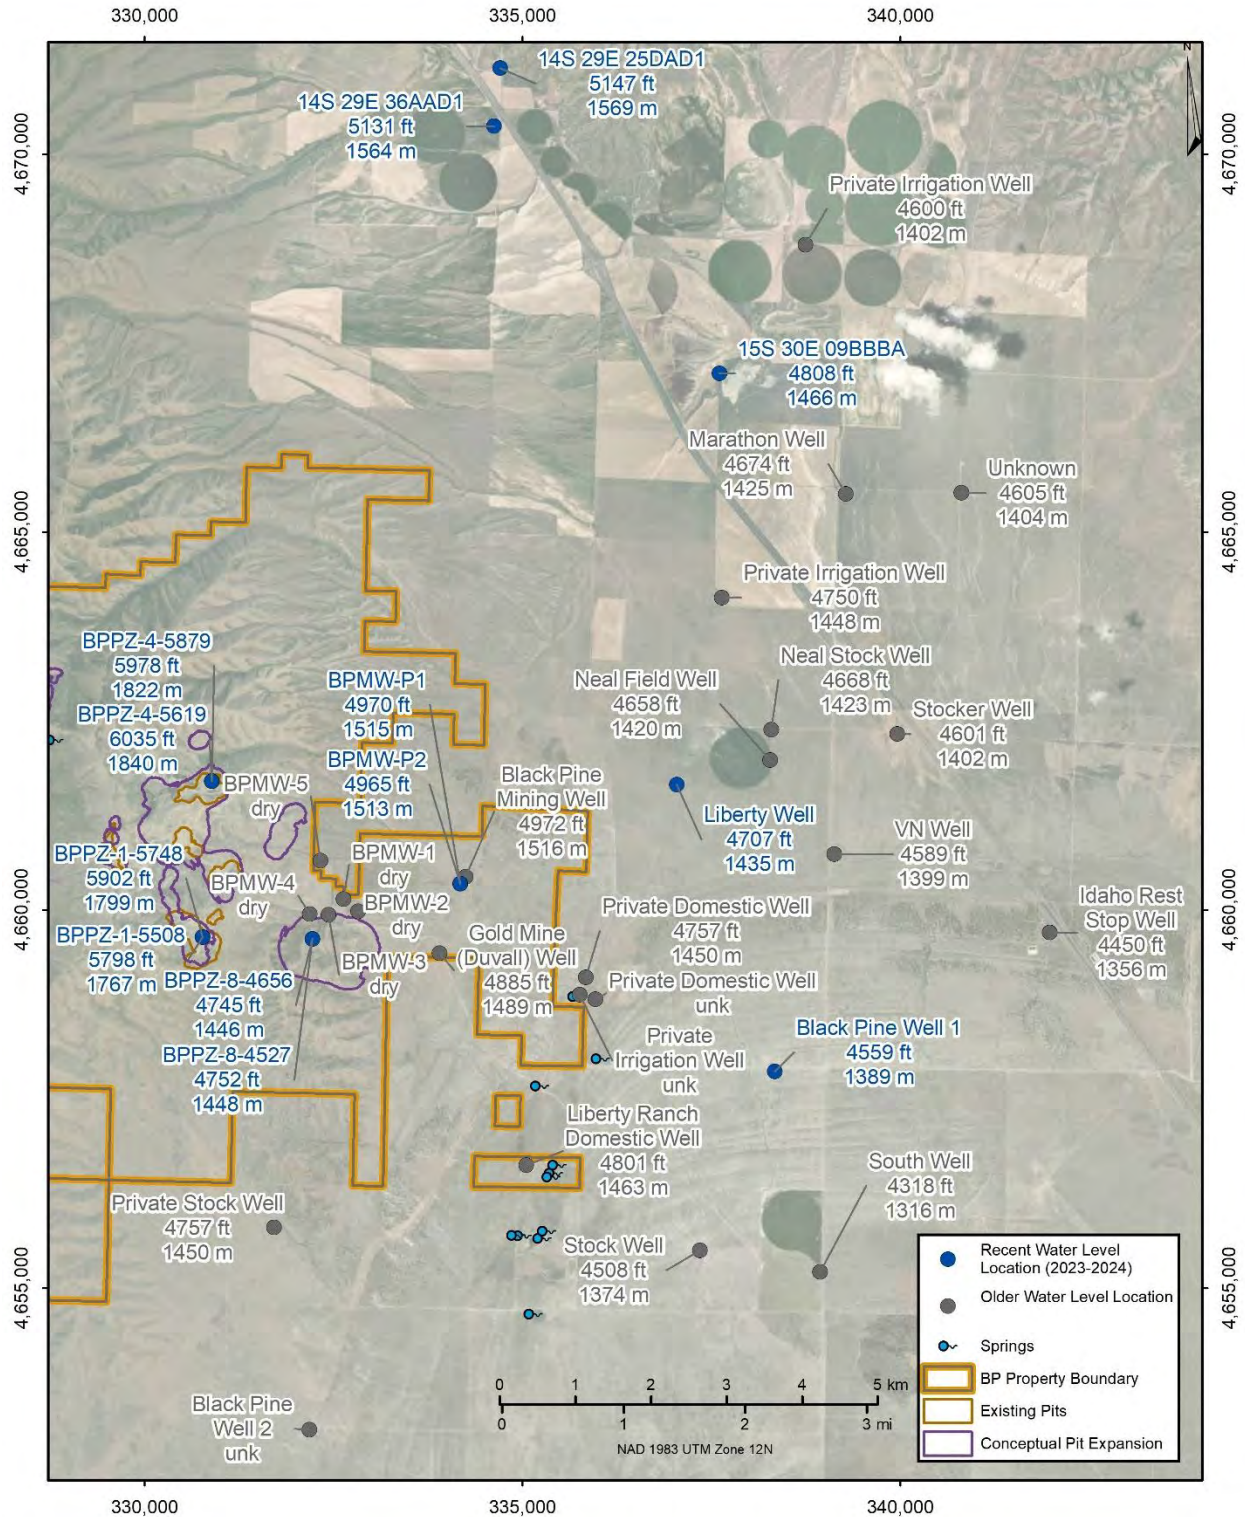 330,000
335,000
340,000
N
14S 29E 25DAD1
5147 ft
1569 m
14S 29E 36AAD1
5131 ft
1564 m
4,670,000
4,670,000
Private Irrigation Well
4600 ft
1402 m
15S 30E 09BBBA
4808 ft
1466 m
Marathon Well
4674 ft
1425 m
Unknown
4605 ft
1404 m
4,665,000
4,665,000
Private Irrigation Well
4750 ft
1448 m
BPPZ-4-5879
5978 ft
1822 m
BPPZ-4-5619
6035 ft
1840 m
BPMW-P1
4970 ft
1515 m
BPMW-P2
4965 ft
1513 m
Neal Field Well
4658 ft
1420 m
Neal Stock Well
4668 ft
1423 m
Stocker Well
4601 ft
1402 m
BPMW-5
dry
Black Pine
Mining Well
4972 ft
1516 m
Liberty Well
4707 ft
1435 m
VN Well
4589 ft
1399 m
BPPZ-1-5748
5902 ft
1799 m
BPMW-4
dry
BPMW-1
dry
BPMW-2
dry
BPMW-3
dry
Idaho Rest
Stop Well
4450 ft
1356 m
4,660,000
4,660,000
BPPZ-1-5508
5798 ft
1767 m
BPPZ-8-4656
4745 ft
1446 m
BPPZ-8-4527
4752 ft
1448 m
Gold Mine
(Duvall) Well
4885 ft
1489 m
Private Domestic Well
4757 ft
1450 m
Private Domestic Well
unk
Private
Irrigation Well
unk
Black Pine Well 1
4559 ft
1389 m
Liberty Ranch
Domestic Well
4801 ft
1463 m
South Well
4318 ft
1316 m
Private Stock Well
4757 ft
1450 m
Stock Well
4508 ft
1374 m
4,655,000
4,655,000
Black Pine
Well 2
unk
0 1 2 3 4 5 km
0 1 2 3 mi
NAD 1983 UTM Zone 12N
Recent Water Level
Location (2023-2024)
Older Water Level Location
Springs
BP Property Boundary
Existing Pits
Conceptual Pit Expansion
330,000
335,000
340,000